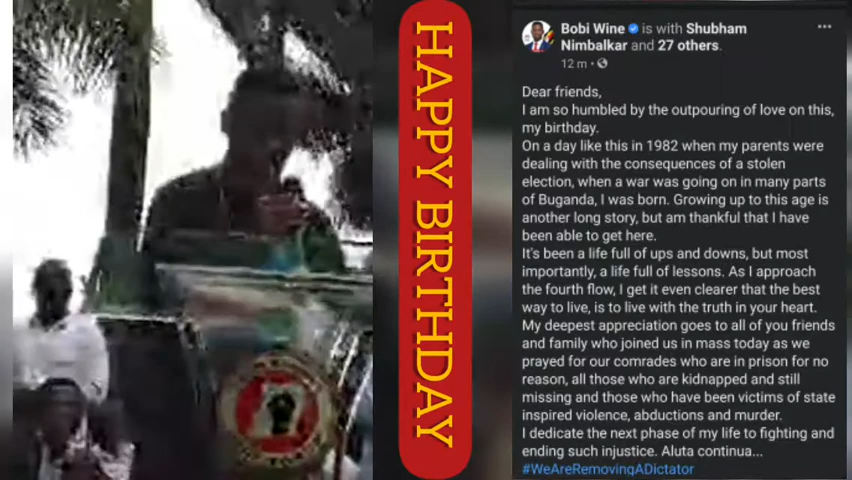 HAPPY BIRTHDAY
Bobi Wine is with Shubham
Nimbalkar and 27 others.
12 m
Dear friends,
I am so humbled by the outpouring of love on this,
my birthday.
On a day like this in 1982 when my parents were
dealing with the consequences of a stolen
election, when a war was going on in many parts
of Buganda, I was born. Growing up to this age is
another long story, but am thankful that I have
been able to get here.
It's been a life full of ups and downs, but most
importantly, a life full of lessons. As I approach
the fourth flow, I get it even clearer that the best
way to live, is to live with the truth in your heart.
My deepest appreciation goes to all of you friends
and family who joined us in mass today as we
prayed for our comrades who are in prison for no
reason, all those who are kidnapped and still
missing and those who have been victims of state
inspired violence, abductions and murder.
I dedicate the next phase of my life to fighting and
ending such injustice. Aluta continua...
#WeAreRemovingADictator